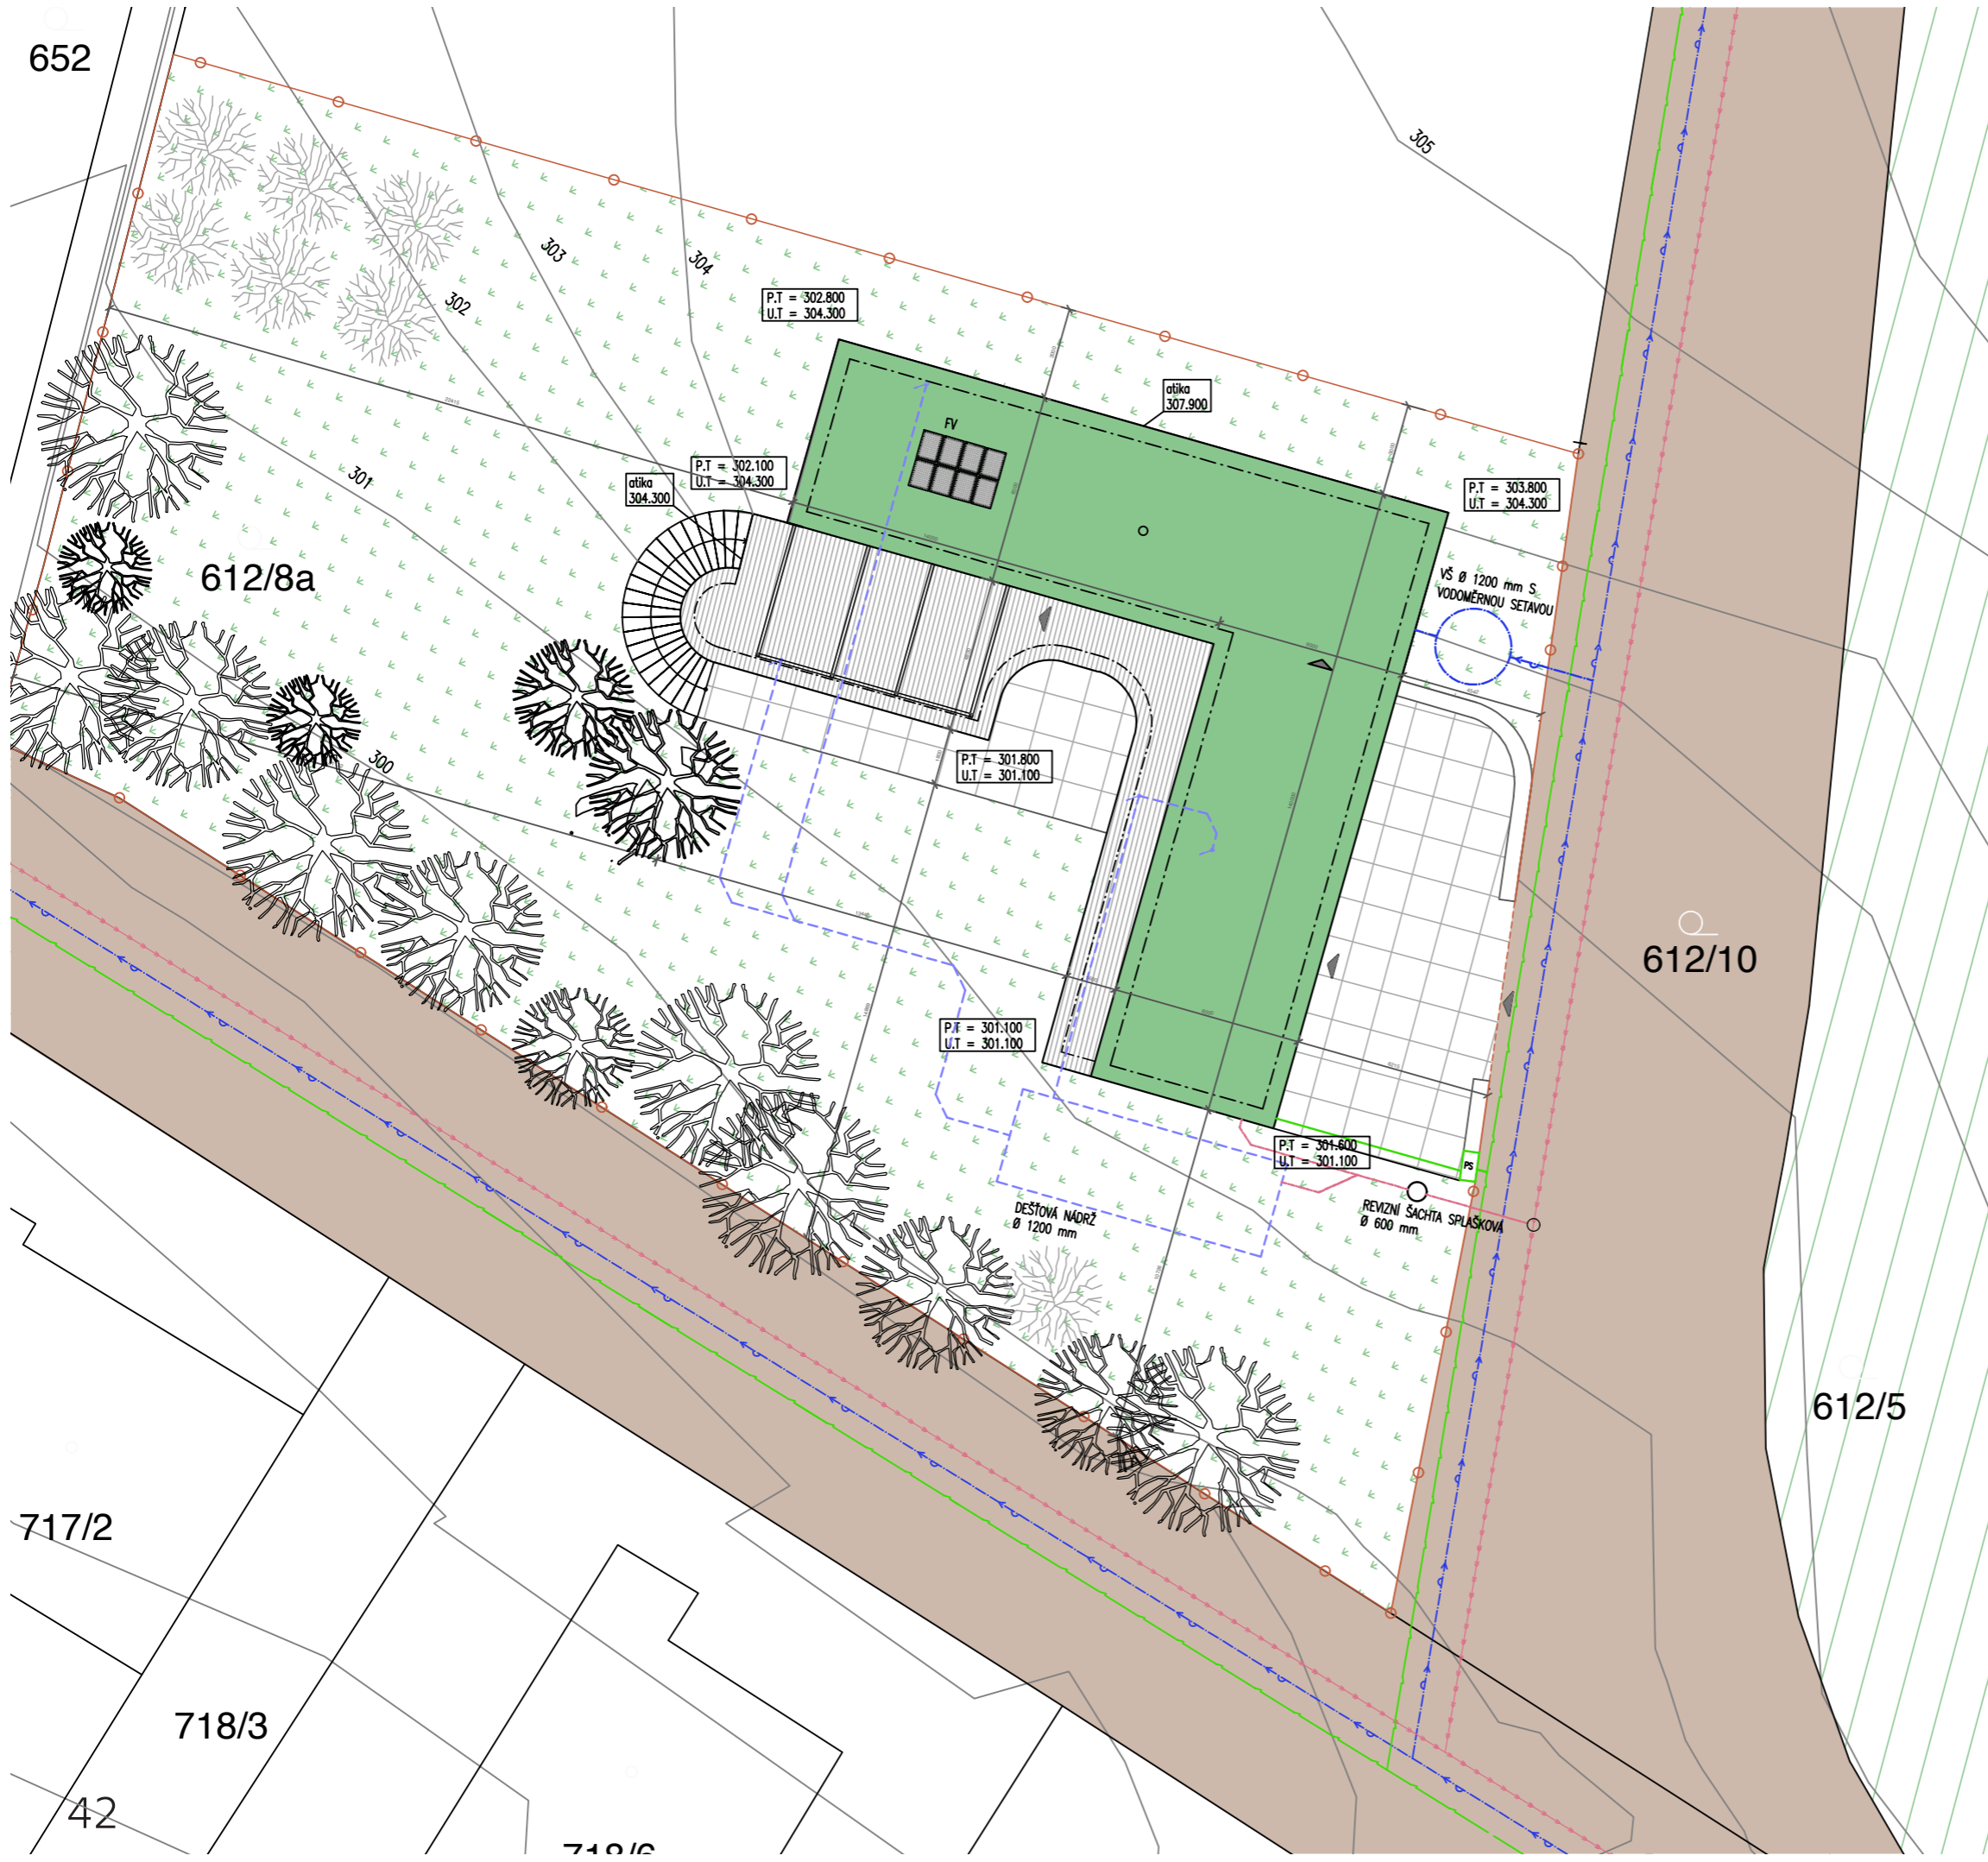 652
305
303
304
302
P.T = 302.800
U.T = 304.300
atika
307.900
FV
P.T = 302.100
U.T = 304.300
atika
304.300
301
P.T = 303.800
U.T = 304.300
VŠ Ø 1200 mm S
VODOMĚRNOU SETAVOU
612/8a
300
P.T = 301.800
U.T = 301.100
612/10
P.T = 301.100
U.T = 301.100
P.T = 301.600
U.T = 301.100
PS
DEŠŤOVÁ NÁDRŽ
Ø 1200 mm
REVIZNÍ ŠACHTA SPLAŠKOVÁ
Ø 600 mm
612/5
717/2
718/3
42
718/6